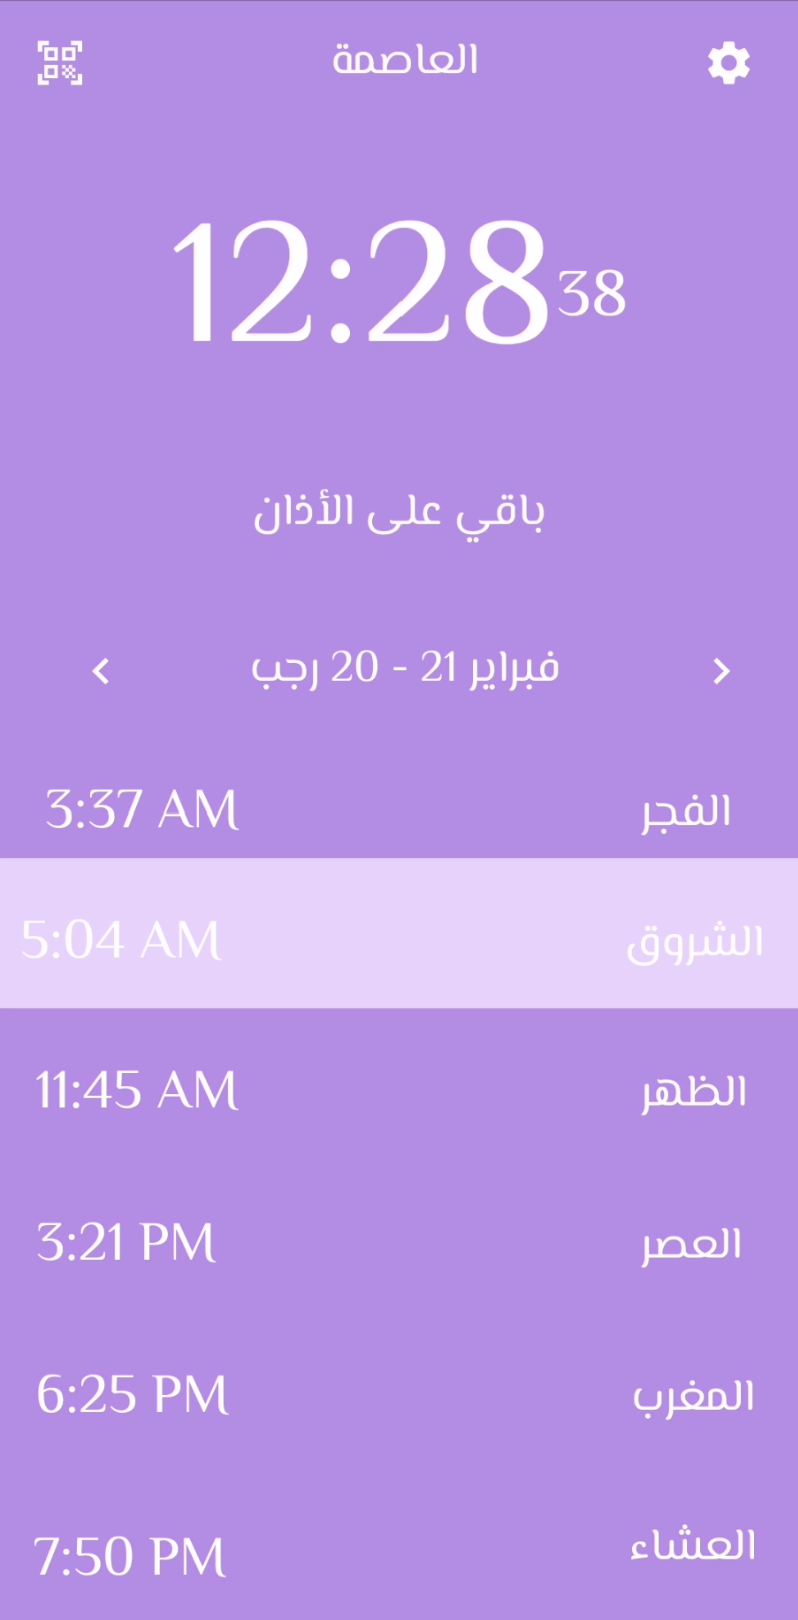 العاصمة
12:28 38
باقي على الأذان
فبراير 21 - 20 رجب
الفجر 3:37 AM
الشروق 5:04 AM
الظهر 11:45 AM
العصر 3:21 PM
المغرب 6:25 PM
العشاء 7:50 PM